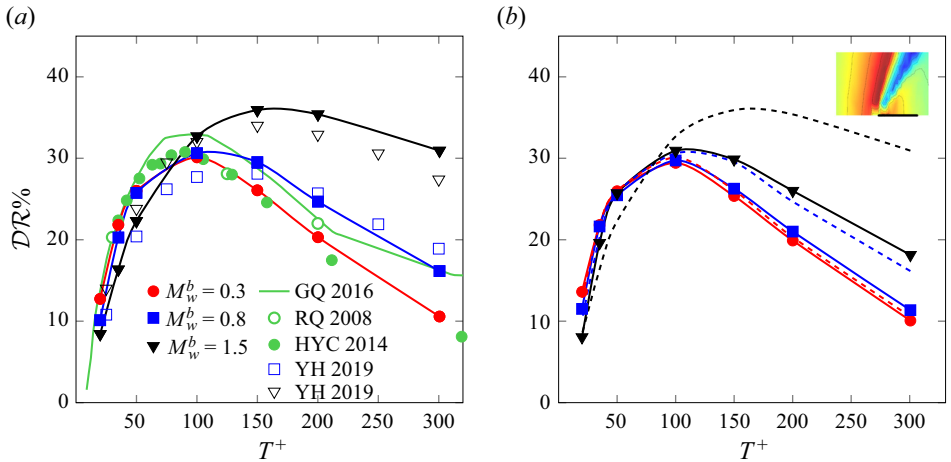 (a)
(b)
40
30
20
10
0
𝒟ℛ%
M_w^b = 0.3
M_w^b = 0.8
M_w^b = 1.5
GQ 2016
RQ 2008
HYC 2014
YH 2019
YH 2019
50 100 150 200 250 300
T^+
40
30
20
10
0
50 100 150 200 250 300
T^+